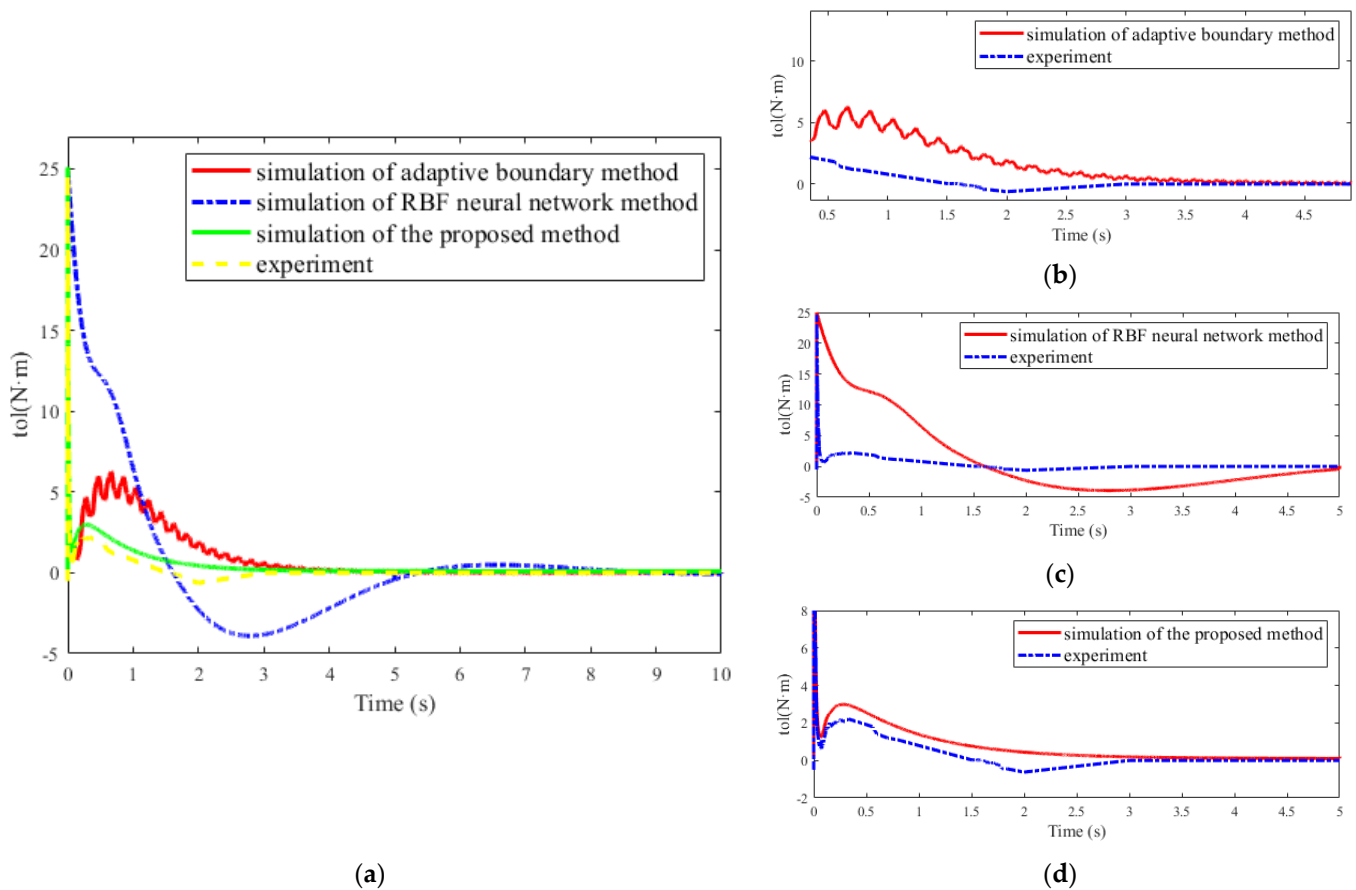 25
20
15
10
5
0
-5
tol(N·m)
simulation of adaptive boundary method
simulation of RBF neural network method
simulation of the proposed method
experiment
0 1 2 3 4 5 6 7 8 9 10
Time (s)
(a)
10
5
0
tol(N·m)
simulation of adaptive boundary method
experiment
0.5 1 1.5 2 2.5 3 3.5 4 4.5
Time (s)
(b)
25
20
15
10
5
0
-5
tol(N·m)
simulation of RBF neural network method
experiment
0 0.5 1 1.5 2 2.5 3 3.5 4 4.5 5
Time (s)
(c)
8
6
4
2
0
-2
tol(N·m)
simulation of the proposed method
experiment
0 0.5 1 1.5 2 2.5 3 3.5 4 4.5 5
Time (s)
(d)